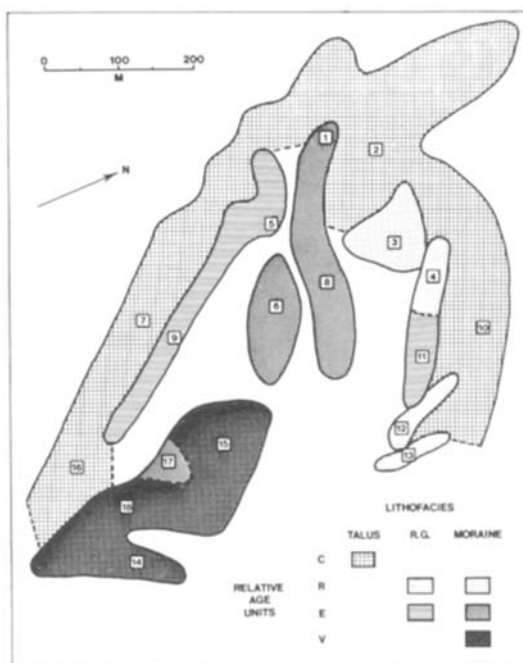 0 100 200
M
N
1
2
3
4
5
6
8
7
9
10
11
12
13
15
17
16
18
14
LITHOFACIES
TALUS R.G. MORAINE
C
R
E
V
RELATIVE
AGE
UNITS